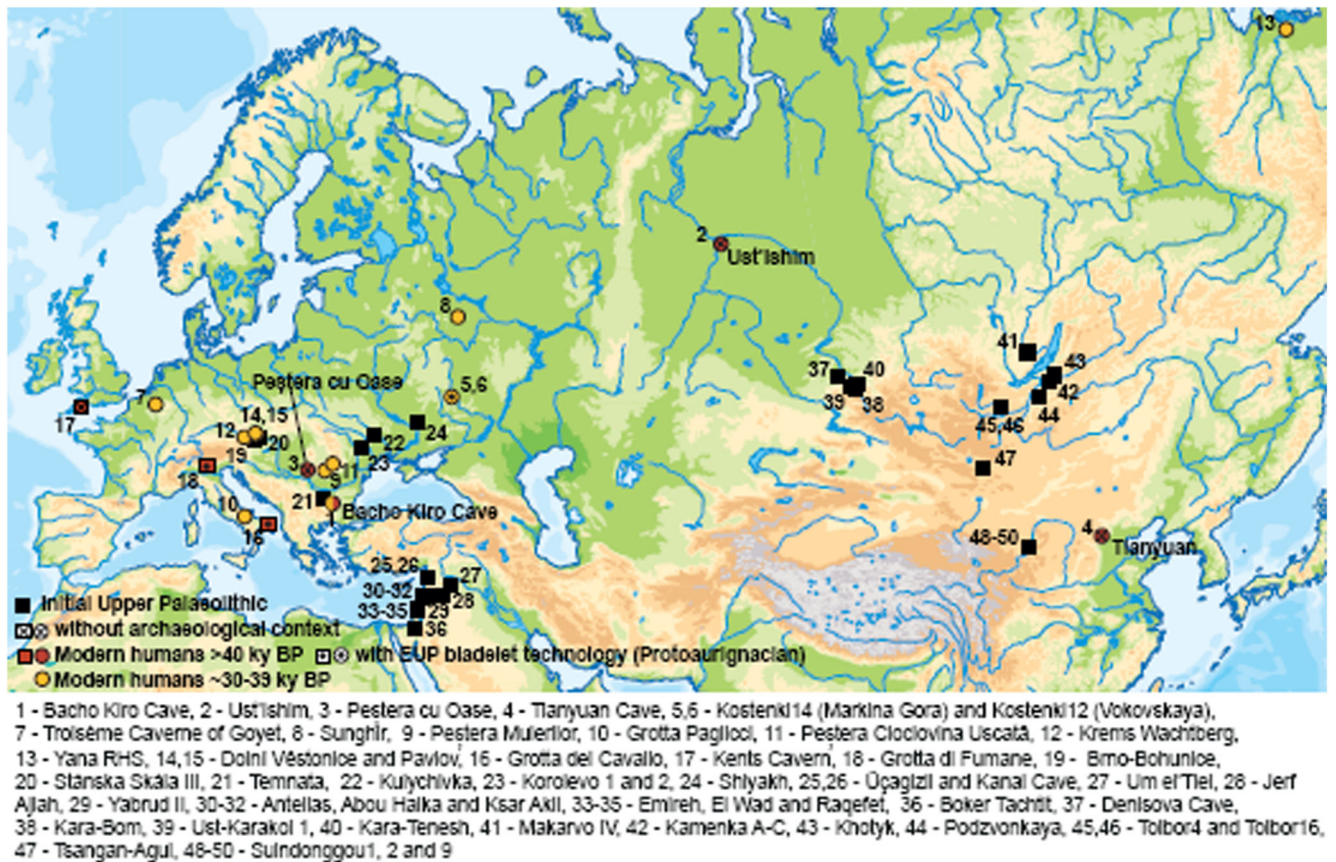 13
2
Ust'Ishim
8
41
43
37
40
42
39
38
44
45,46
Peștera cu Oase
5,6
7
17
14,15
12
20
19
24
22
23
47
3
11
9
18
21
Bacho Kiro Cave
10
16
4
48-50
Tianyuan
25,26
27
30-32
28
33-35
29
36
Initial Upper Palaeolithic
without archaeological context
Modern humans >40 ky BP with EUP bladelet technology (Protoaurignacian)
Modern humans ~30-39 ky BP
1 - Bacho Kiro Cave, 2 - Ust'Ishim, 3 - Peștera cu Oase, 4 - Tianyuan Cave, 5,6 - Kostenki14 (Markina Gora) and Kostenki12 (Vokovskaya),
7 - Troisème Caverne of Goyet, 8 - Sunghir, 9 - Peștera Muierilor, 10 - Grotta Paglicci, 11 - Peștera Cioclovina Uscată, 12 - Krems Wachtberg,
13 - Yana RHS, 14,15 - Dolni Věstonice and Pavlov, 16 - Grotta del Cavallo, 17 - Kents Cavern, 18 - Grotta di Fumane, 19 - Brno-Bohunice,
20 - Stánska Skála III, 21 - Temnata, 22 - Kulychivka, 23 - Korolevo 1 and 2, 24 - Shlyakh, 25,26 - Üçagizli and Kanal Cave, 27 - Um el'Tlel, 28 - Jerf
Ajlah, 29 - Yabrud II, 30-32 - Antelias, Abou Halka and Ksar Akil, 33-35 - Emireh, El Wad and Raqefet, 36 - Boker Tachtit, 37 - Denisova Cave,
38 - Kara-Bom, 39 - Ust-Karakol 1, 40 - Kara-Tenesh, 41 - Makarvo IV, 42 - Kamenka A-C, 43 - Khotyk, 44 - Podzvonkaya, 45,46 - Tolbor4 and Tolbor16,
47 - Tsangan-Agui, 48-50 - Suindonggou1, 2 and 9